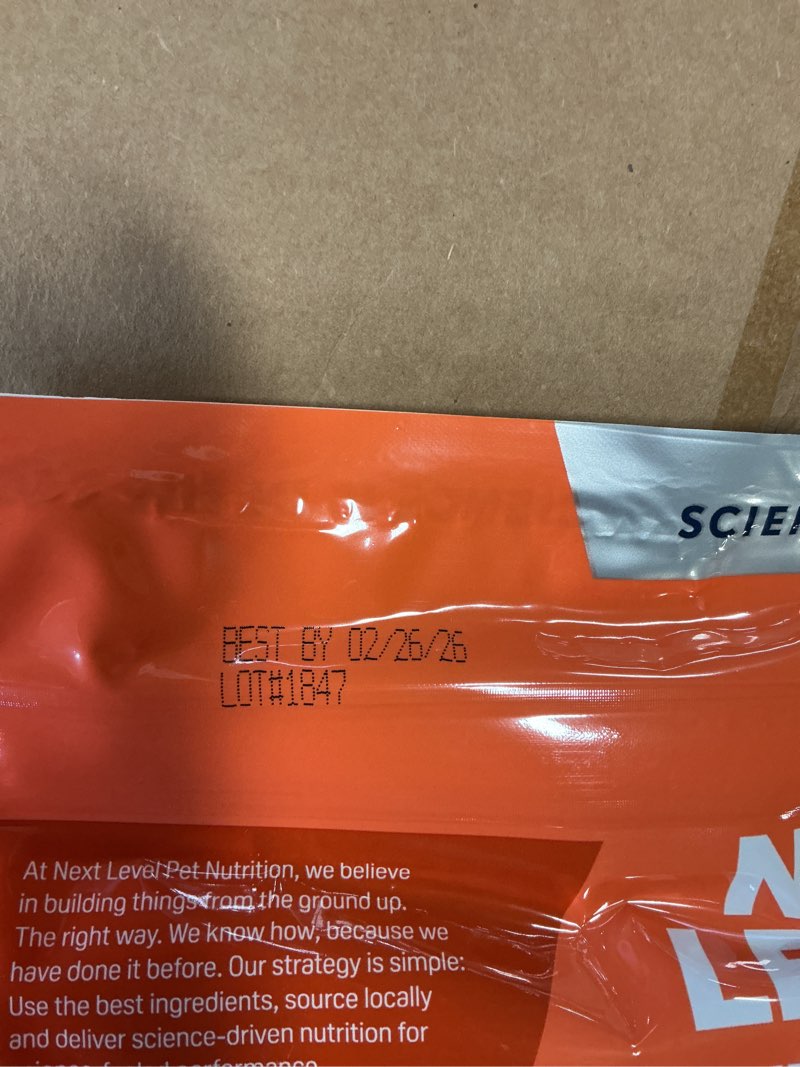 SCIE
BEST BY 02/26/26
LOT#1847
At Next Level Pet Nutrition, we believe
in building things from the ground up.
The right way. We know how, because we
have done it before. Our strategy is simple:
Use the best ingredients, source locally
and deliver science-driven nutrition for
N
LE